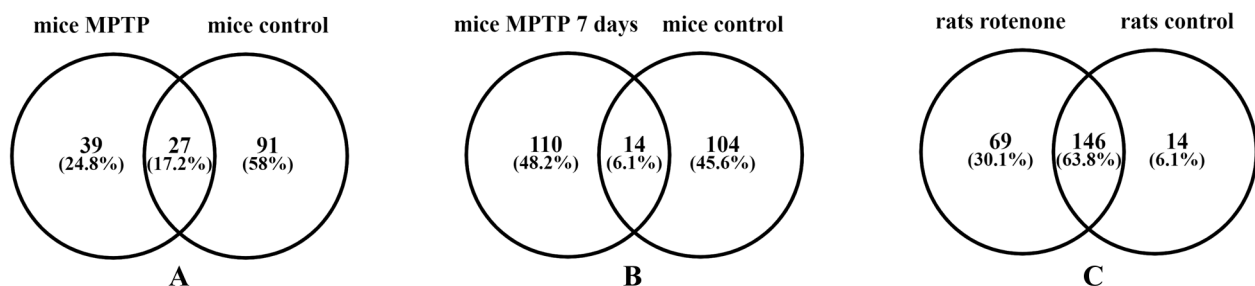 mice MPTP
mice control
39
(24.8%)
27
(17.2%)
91
(58%)
A
mice MPTP 7 days
mice control
110
(48.2%)
14
(6.1%)
104
(45.6%)
B
rats rotenone
rats control
69
(30.1%)
146
(63.8%)
14
(6.1%)
C